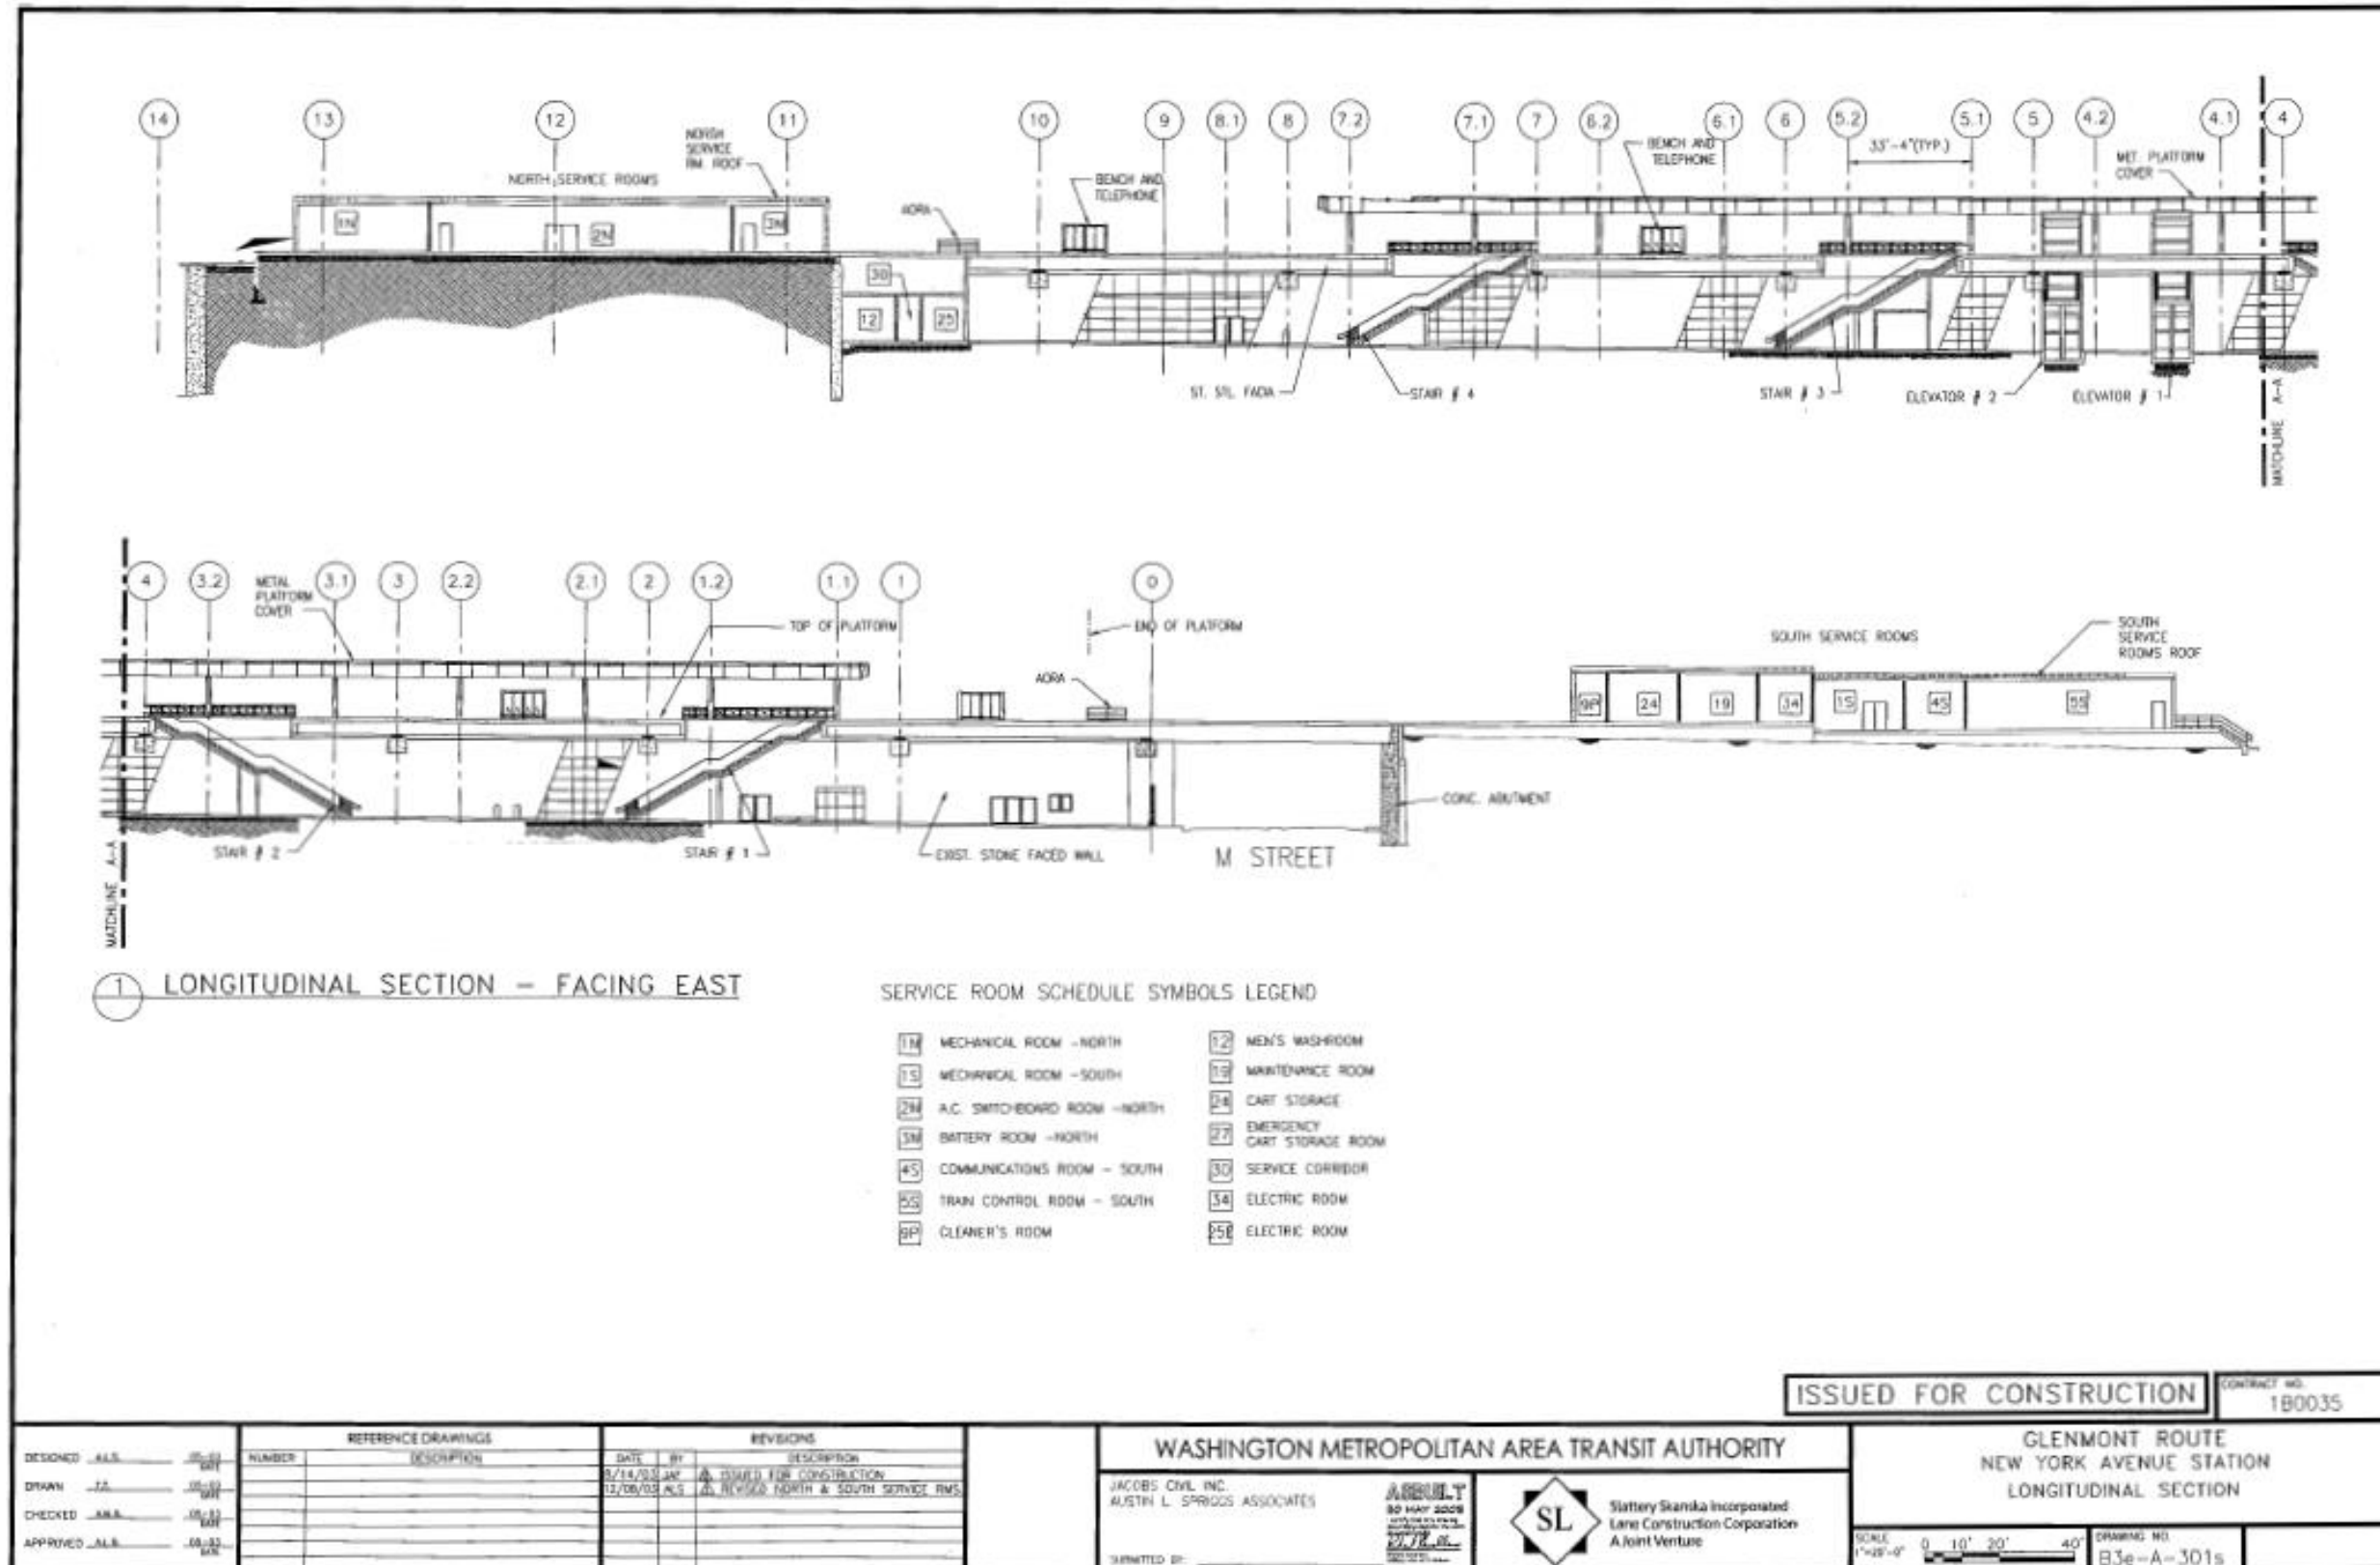 14 13 12 11 10 9 8.1 8 7.2 7.1 7 6.2 6.1 6 5.2 5.1 5 4.2 4.1 4
NORTH
SERVICE
RM. ROOF
NORTH SERVICE ROOMS
1N
2N
3N
AORA
BENCH AND
TELEPHONE
BENCH AND
TELEPHONE
33'-4"(TYP.)
MET. PLATFORM
COVER
30
12
25
ST. STL. FACIA
STAIR # 4
STAIR # 3
ELEVATOR # 2
ELEVATOR # 1
MATCHLINE A-A
4 3.2 3.1 3 2.2 2.1 2 1.2 1.1 1 0
METAL
PLATFORM
COVER
TOP OF PLATFORM
END OF PLATFORM
AORA
SOUTH SERVICE ROOMS
SOUTH
SERVICE
ROOMS ROOF
9P 24 19 34 1S 4S 5S
CONC. ABUTMENT
STAIR # 2
STAIR # 1
EXIST. STONE FACED WALL
M STREET
MATCHLINE A-A
1 LONGITUDINAL SECTION - FACING EAST
SERVICE ROOM SCHEDULE SYMBOLS LEGEND
1N MECHANICAL ROOM -NORTH
1S MECHANICAL ROOM -SOUTH
2N A.C. SWITCHBOARD ROOM -NORTH
3N BATTERY ROOM -NORTH
4S COMMUNICATIONS ROOM - SOUTH
5S TRAIN CONTROL ROOM - SOUTH
9P CLEANER'S ROOM
12 MEN'S WASHROOM
19 MAINTENANCE ROOM
24 CART STORAGE
27 EMERGENCY
CART STORAGE ROOM
30 SERVICE CORRIDOR
34 ELECTRIC ROOM
25E ELECTRIC ROOM
ISSUED FOR CONSTRUCTION
CONTRACT NO.
1B0035
DESIGNED DATE
DRAWN DATE
CHECKED DATE
APPROVED DATE
REFERENCE DRAWINGS
NUMBER DESCRIPTION
REVISIONS
DATE BY DESCRIPTION
ISSUED FOR CONSTRUCTION
ALS REVISED NORTH & SOUTH SERVICE RMS.
WASHINGTON METROPOLITAN AREA TRANSIT AUTHORITY
JACOBS CIVIL INC.
AUSTIN L. SPRIGGS ASSOCIATES
SUBMITTED BY:
ASBUILT
SL
Slattery Skanska Incorporated
Lane Construction Corporation
A Joint Venture
GLENMONT ROUTE
NEW YORK AVENUE STATION
LONGITUDINAL SECTION
SCALE
1"=20'-0"
0 10' 20' 40'
DRAWING NO.
B3e-A-301s